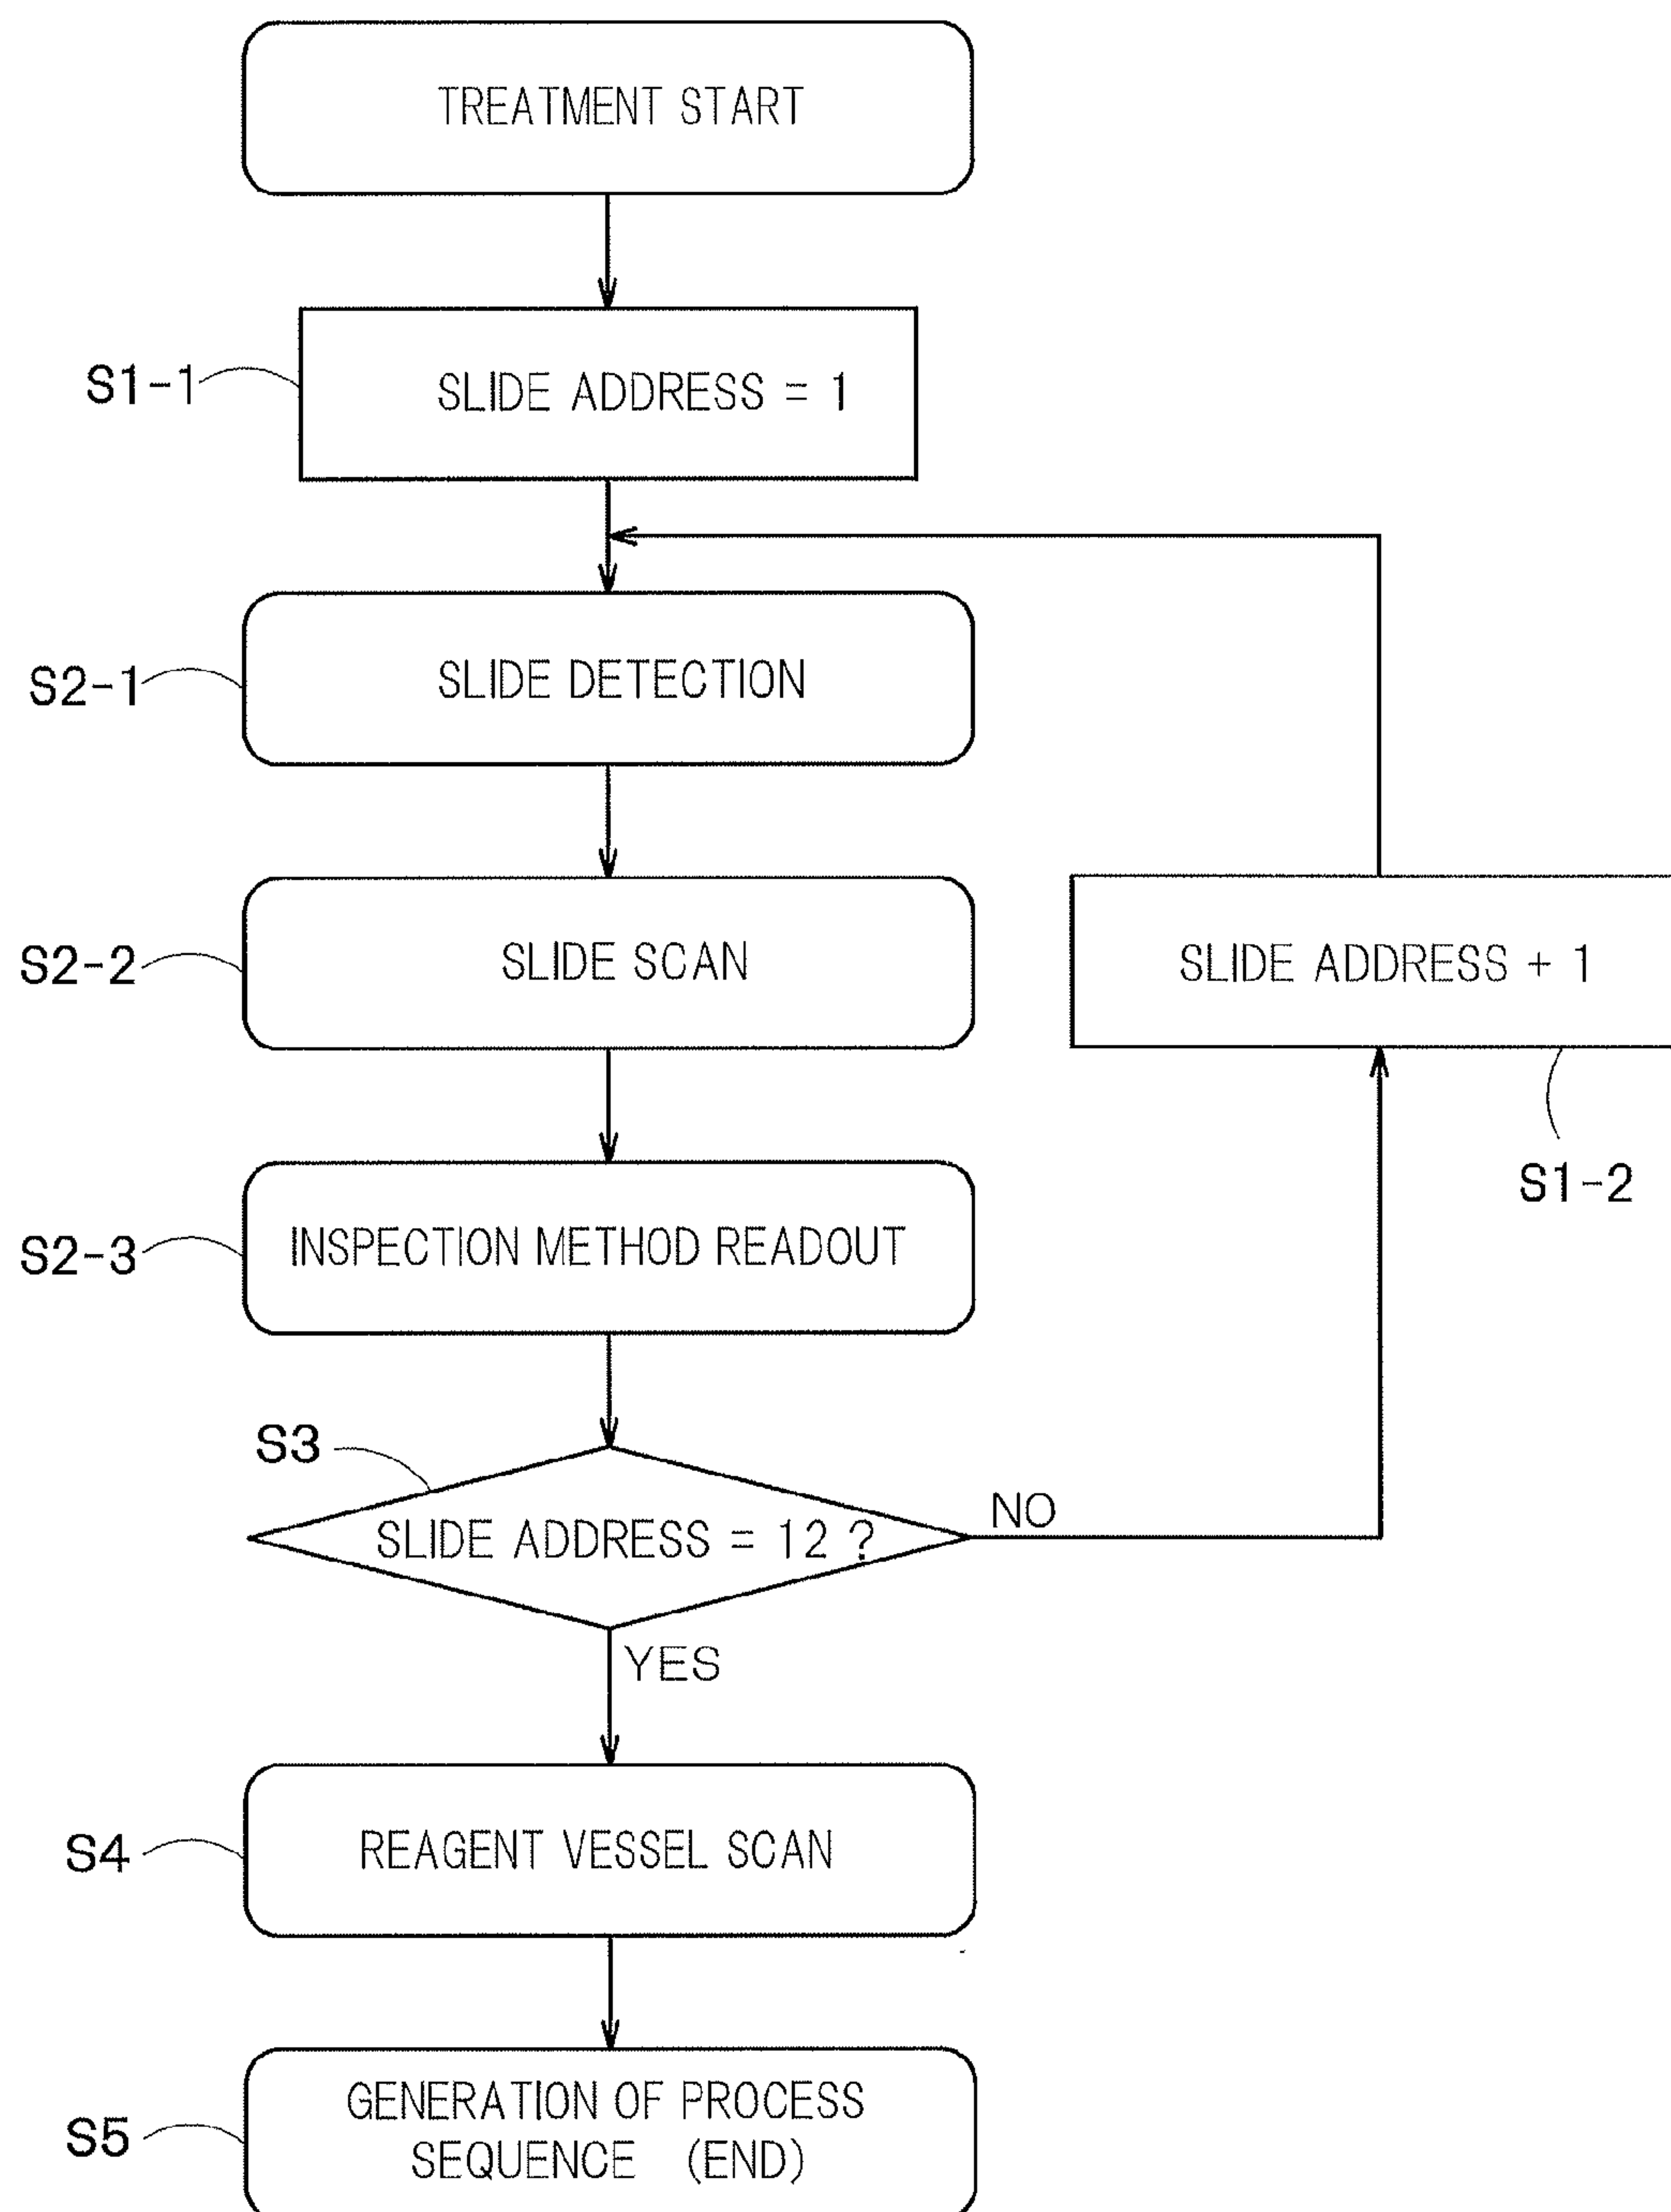 TREATMENT START
S1-1
SLIDE ADDRESS = 1
S2-1
SLIDE DETECTION
S2-2
SLIDE SCAN
SLIDE ADDRESS + 1
S1-2
S2-3
INSPECTION METHOD READOUT
S3
SLIDE ADDRESS = 12 ?
NO
YES
S4
REAGENT VESSEL SCAN
S5
GENERATION OF PROCESS
SEQUENCE (END)